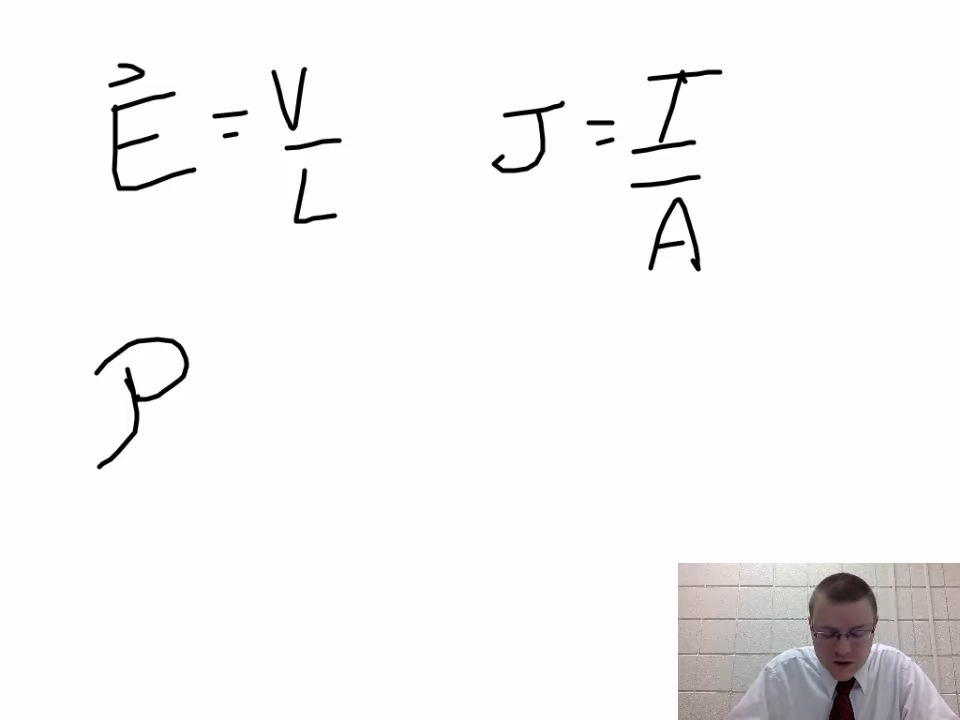 E⃗ = V/L
J = I/A
ρ